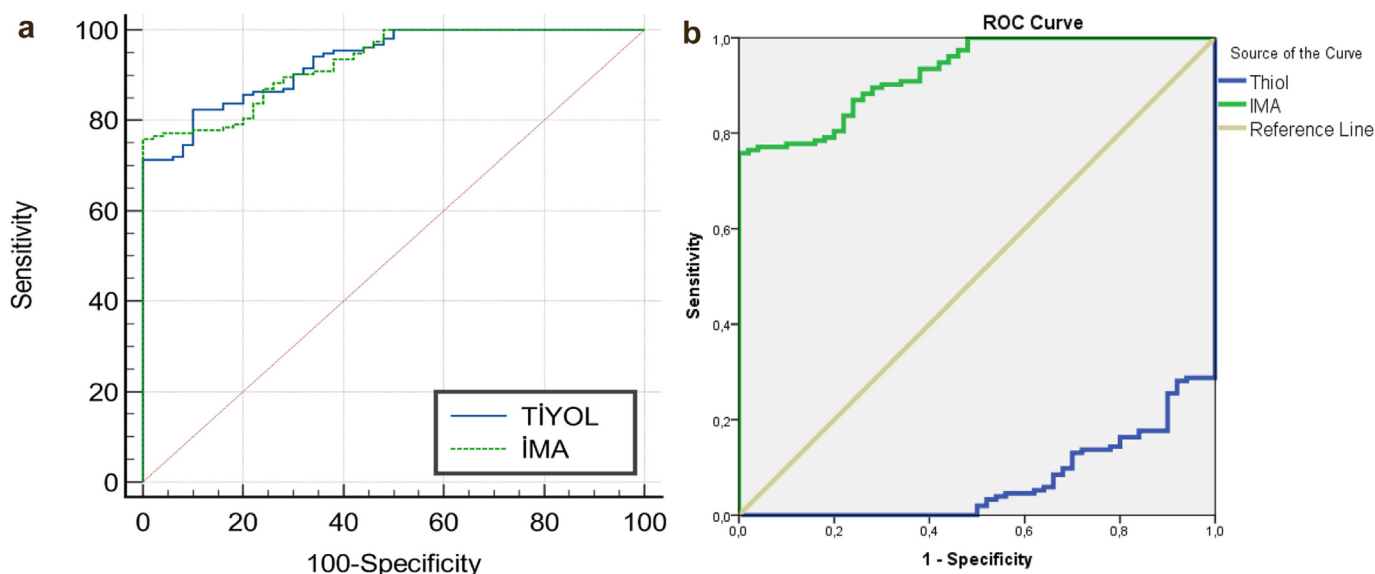 a
100
80
60
40
20
0
Sensitivity
TİYOL
İMA
0 20 40 60 80 100
100-Specificity
b
ROC Curve
1,0
0,8
0,6
0,4
0,2
0,0
Sensitivity
0,0 0,2 0,4 0,6 0,8 1,0
1 - Specificity
Source of the Curve
Thiol
IMA
Reference Line